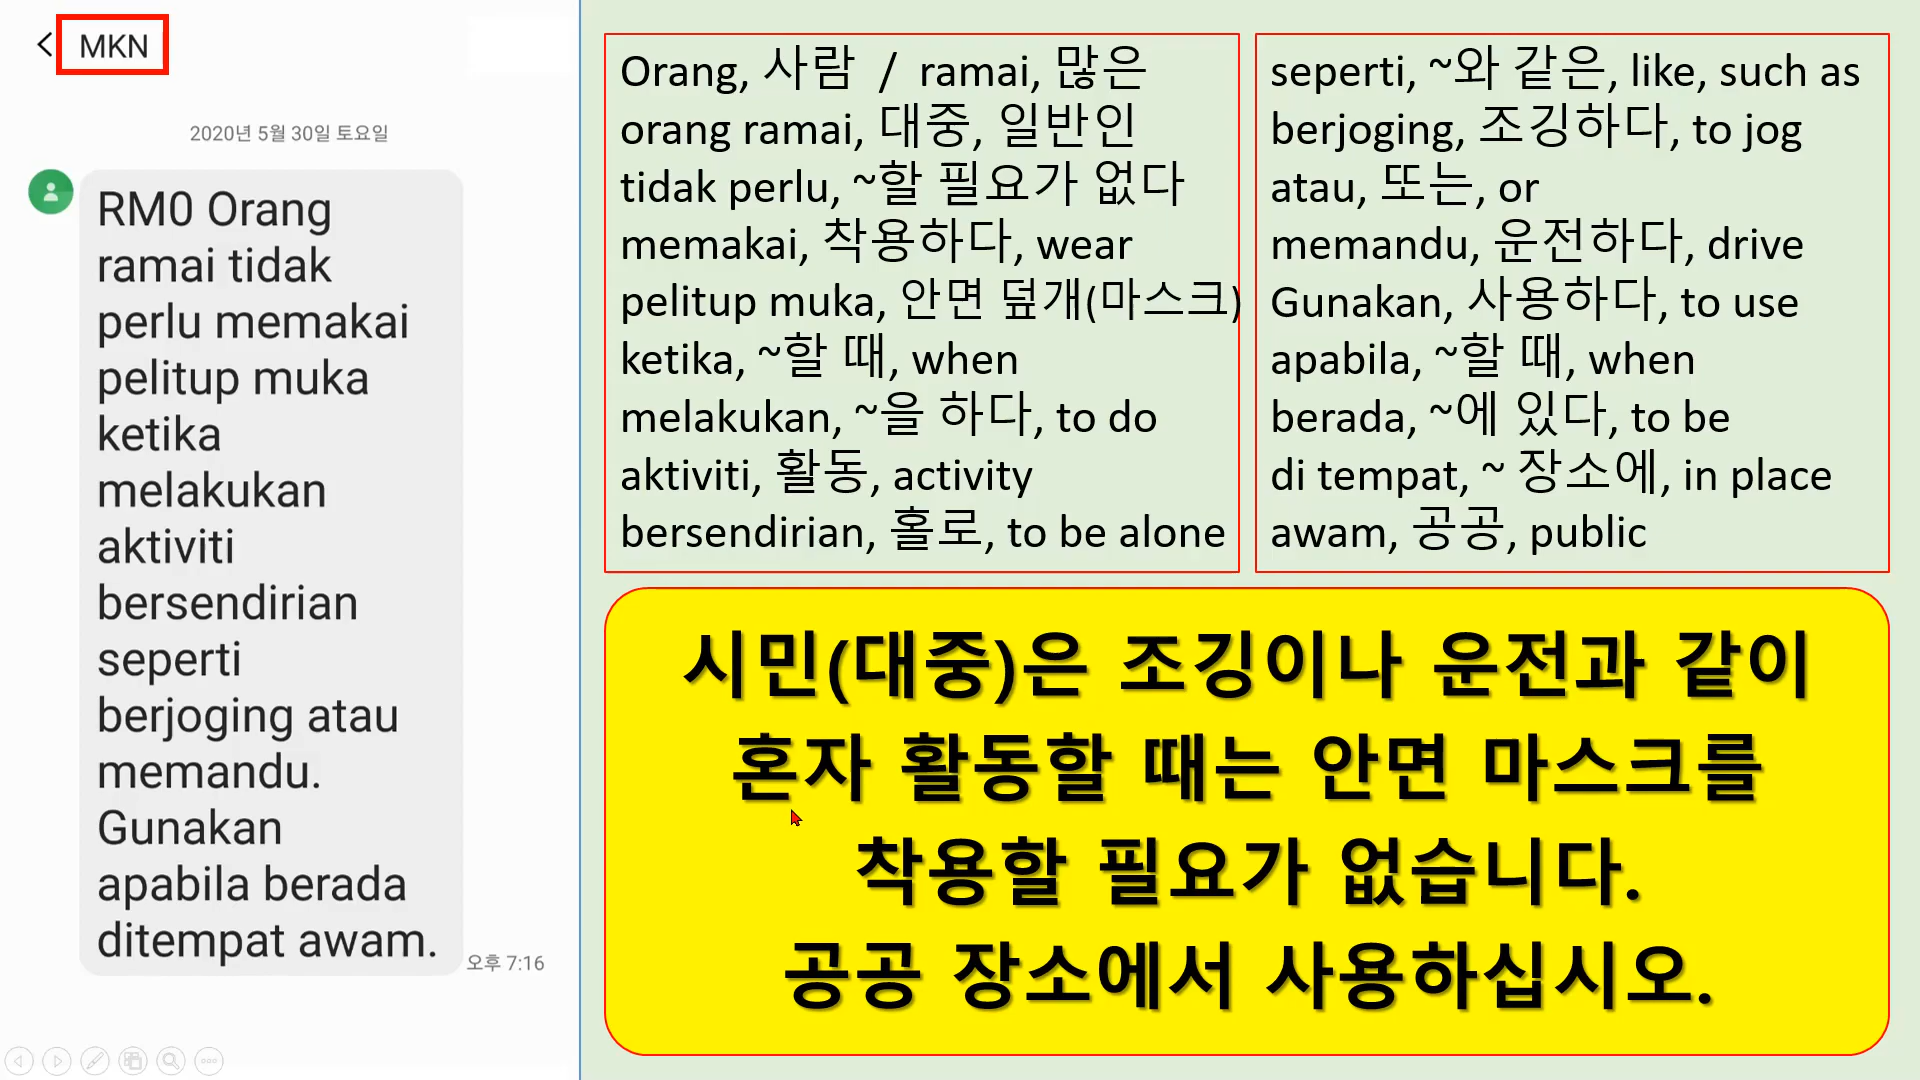 MKN
2020년 5월 30일 토요일
RM0 Orang
ramai tidak
perlu memakai
pelitup muka
ketika
melakukan
aktiviti
bersendirian
seperti
berjoging atau
memandu.
Gunakan
apabila berada
ditempat awam.
오후 7:16
Orang, 사람 / ramai, 많은
orang ramai, 대중, 일반인
tidak perlu, ~할 필요가 없다
memakai, 착용하다, wear
pelitup muka, 안면 덮개(마스크)
ketika, ~할 때, when
melakukan, ~을 하다, to do
aktiviti, 활동, activity
bersendirian, 홀로, to be alone
seperti, ~와 같은, like, such as
berjoging, 조깅하다, to jog
atau, 또는, or
memandu, 운전하다, drive
Gunakan, 사용하다, to use
apabila, ~할 때, when
berada, ~에 있다, to be
di tempat, ~ 장소에, in place
awam, 공공, public
시민(대중)은 조깅이나 운전과 같이
혼자 활동할 때는 안면 마스크를
착용할 필요가 없습니다.
공공 장소에서 사용하십시오.